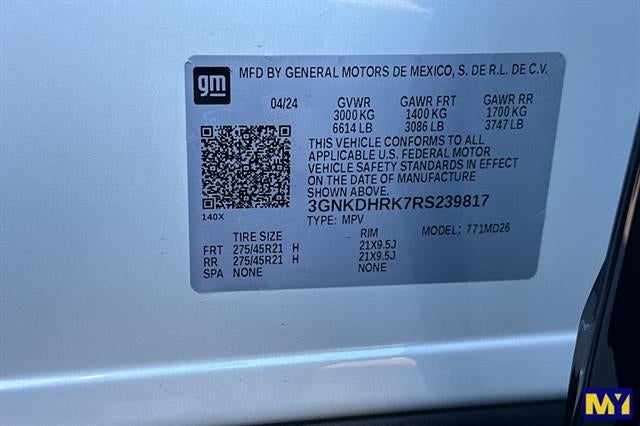 gm MFD BY GENERAL MOTORS DE MEXICO, S. DE R.L. DE C.V.
04/24 GVWR GAWR FRT GAWR RR
3000 KG 1400 KG 1700 KG
6614 LB 3086 LB 3747 LB
THIS VEHICLE CONFORMS TO ALL
APPLICABLE U.S. FEDERAL MOTOR
VEHICLE SAFETY STANDARDS IN EFFECT
ON THE DATE OF MANUFACTURE
SHOWN ABOVE.
3GNKDHRK7RS239817
140X TYPE: MPV MODEL: 771MD26
TIRE SIZE RIM
FRT 275/45R21 H 21X9.5J
RR 275/45R21 H 21X9.5J
SPA NONE NONE
MY